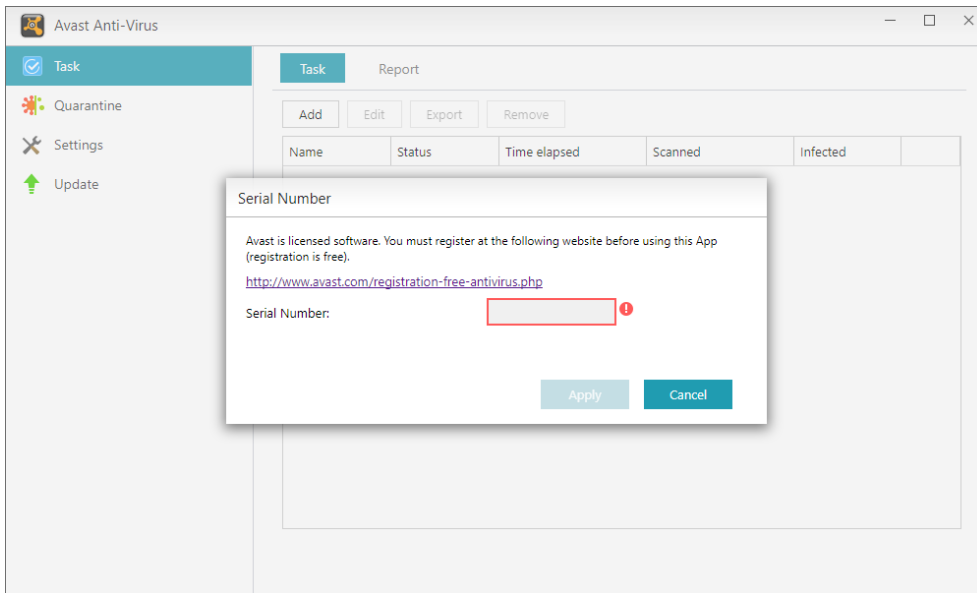 Avast Anti-Virus
Task
Quarantine
Settings
Update
Task Report
Add Edit Export Remove
Name Status Time elapsed Scanned Infected
Serial Number
Avast is licensed software. You must register at the following website before using this App
(registration is free).
http://www.avast.com/registration-free-antivirus.php
Serial Number:
Apply Cancel